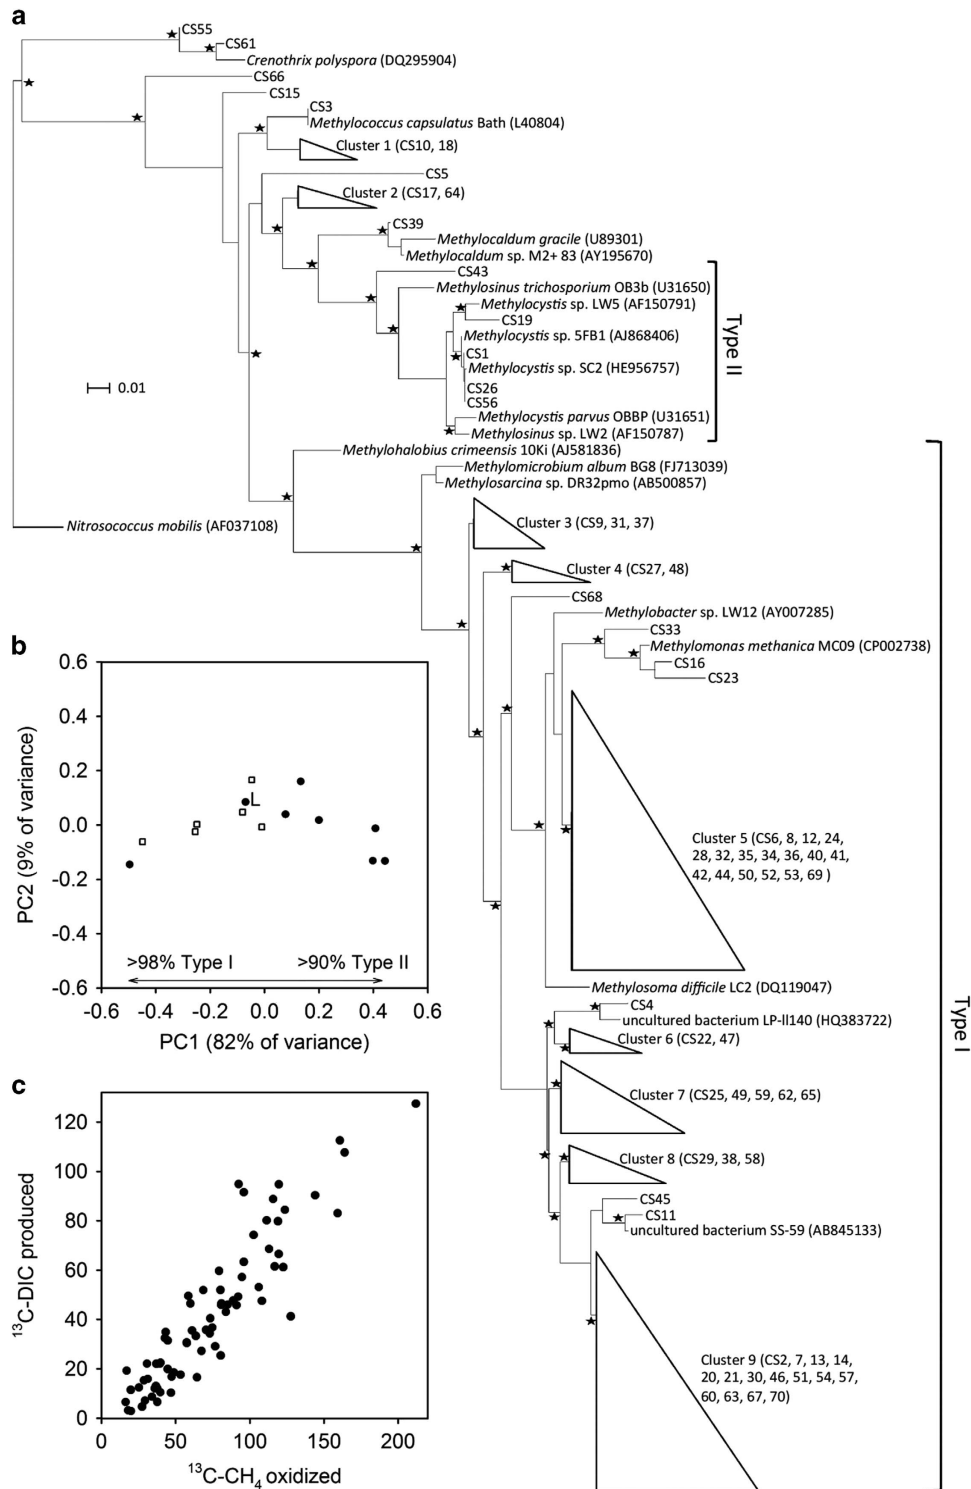 a
CS55
CS61
Crenothrix polyspora (DQ295904)
CS66
CS15
CS3
Methylococcus capsulatus Bath (L40804)
Cluster 1 (CS10, 18)
CS5
Cluster 2 (CS17, 64)
CS39
Methylocaldum gracile (U89301)
Methylocaldum sp. M2+ 83 (AY195670)
CS43
Methylosinus trichosporium OB3b (U31650)
Methylocystis sp. LW5 (AF150791)
CS19
Methylocystis sp. 5FB1 (AJ868406)
CS1
Methylocystis sp. SC2 (HE956757)
CS26
CS56
Methylocystis parvus OBBP (U31651)
Methylosinus sp. LW2 (AF150787)
Type II
0.01
Methylohalobius crimeensis 10Ki (AJ581836)
Methylomicrobium album BG8 (FJ713039)
Methylosarcina sp. DR32pmo (AB500857)
Cluster 3 (CS9, 31, 37)
Nitrosococcus mobilis (AF037108)
Cluster 4 (CS27, 48)
CS68
Methylobacter sp. LW12 (AY007285)
CS33
Methylomonas methanica MC09 (CP002738)
CS16
CS23
Cluster 5 (CS6, 8, 12, 24,
28, 32, 35, 34, 36, 40, 41,
42, 44, 50, 52, 53, 69 )
Methylosoma difficile LC2 (DQ119047)
CS4
uncultured bacterium LP-II140 (HQ383722)
Cluster 6 (CS22, 47)
Cluster 7 (CS25, 49, 59, 62, 65)
Cluster 8 (CS29, 38, 58)
CS45
CS11
uncultured bacterium SS-59 (AB845133)
Cluster 9 (CS2, 7, 13, 14,
20, 21, 30, 46, 51, 54, 57,
60, 63, 67, 70)
Type I
b
0.6
0.4
0.2
0.0
-0.2
-0.4
-0.6
PC2 (9% of variance)
L
>98% Type I
>90% Type II
-0.6 -0.4 -0.2 0.0 0.2 0.4 0.6
PC1 (82% of variance)
c
120
100
80
60
40
20
0
13C-DIC produced
0 50 100 150 200
13C-CH4 oxidized